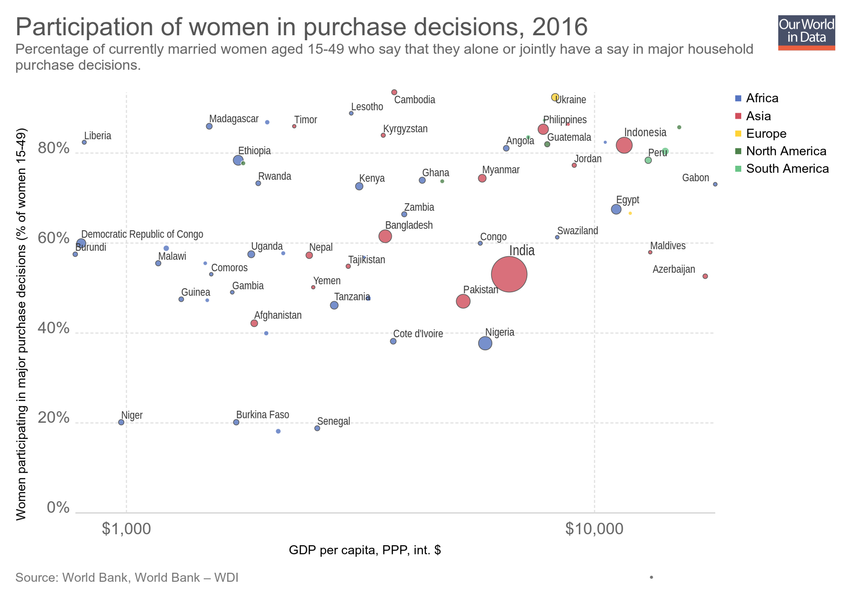 Participation of women in purchase decisions, 2016
Our World
in Data
Percentage of currently married women aged 15-49 who say that they alone or jointly have a say in major household
purchase decisions.
Women participating in major purchase decisions (% of women 15-49)
80%
60%
40%
20%
0%
$1,000
$10,000
GDP per capita, PPP, int. $
Cambodia
Ukraine
Lesotho
Madagascar
Timor
Philippines
Kyrgyzstan
Liberia
Indonesia
Angola
Guatemala
Ethiopia
Peru
Jordan
Rwanda
Kenya
Ghana
Myanmar
Gabon
Zambia
Egypt
Bangladesh
Democratic Republic of Congo
Congo
Swaziland
Burundi
Malawi
Uganda
Nepal
India
Maldives
Tajikistan
Comoros
Azerbaijan
Yemen
Guinea
Gambia
Tanzania
Pakistan
Afghanistan
Cote d'Ivoire
Nigeria
Niger
Burkina Faso
Senegal
Africa
Asia
Europe
North America
South America
Source: World Bank, World Bank – WDI